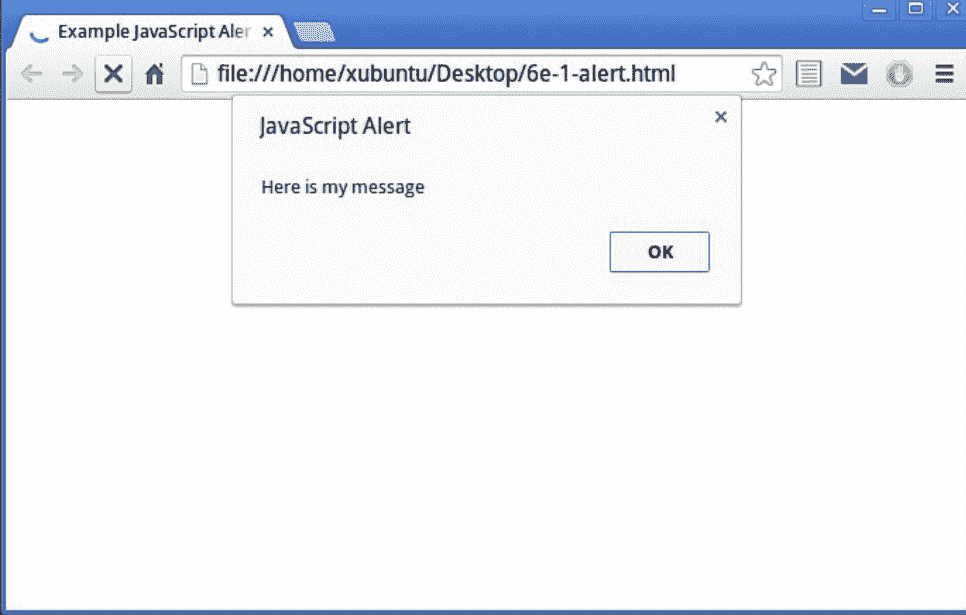 Example JavaScript Aler
file:///home/xubuntu/Desktop/6e-1-alert.html
JavaScript Alert
Here is my message
OK